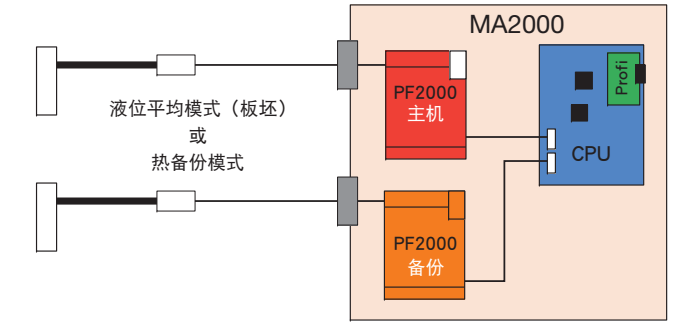 MA2000
PF2000
主机
Profi
CPU
液位平均模式（板坯）
或
热备份模式
PF2000
备份